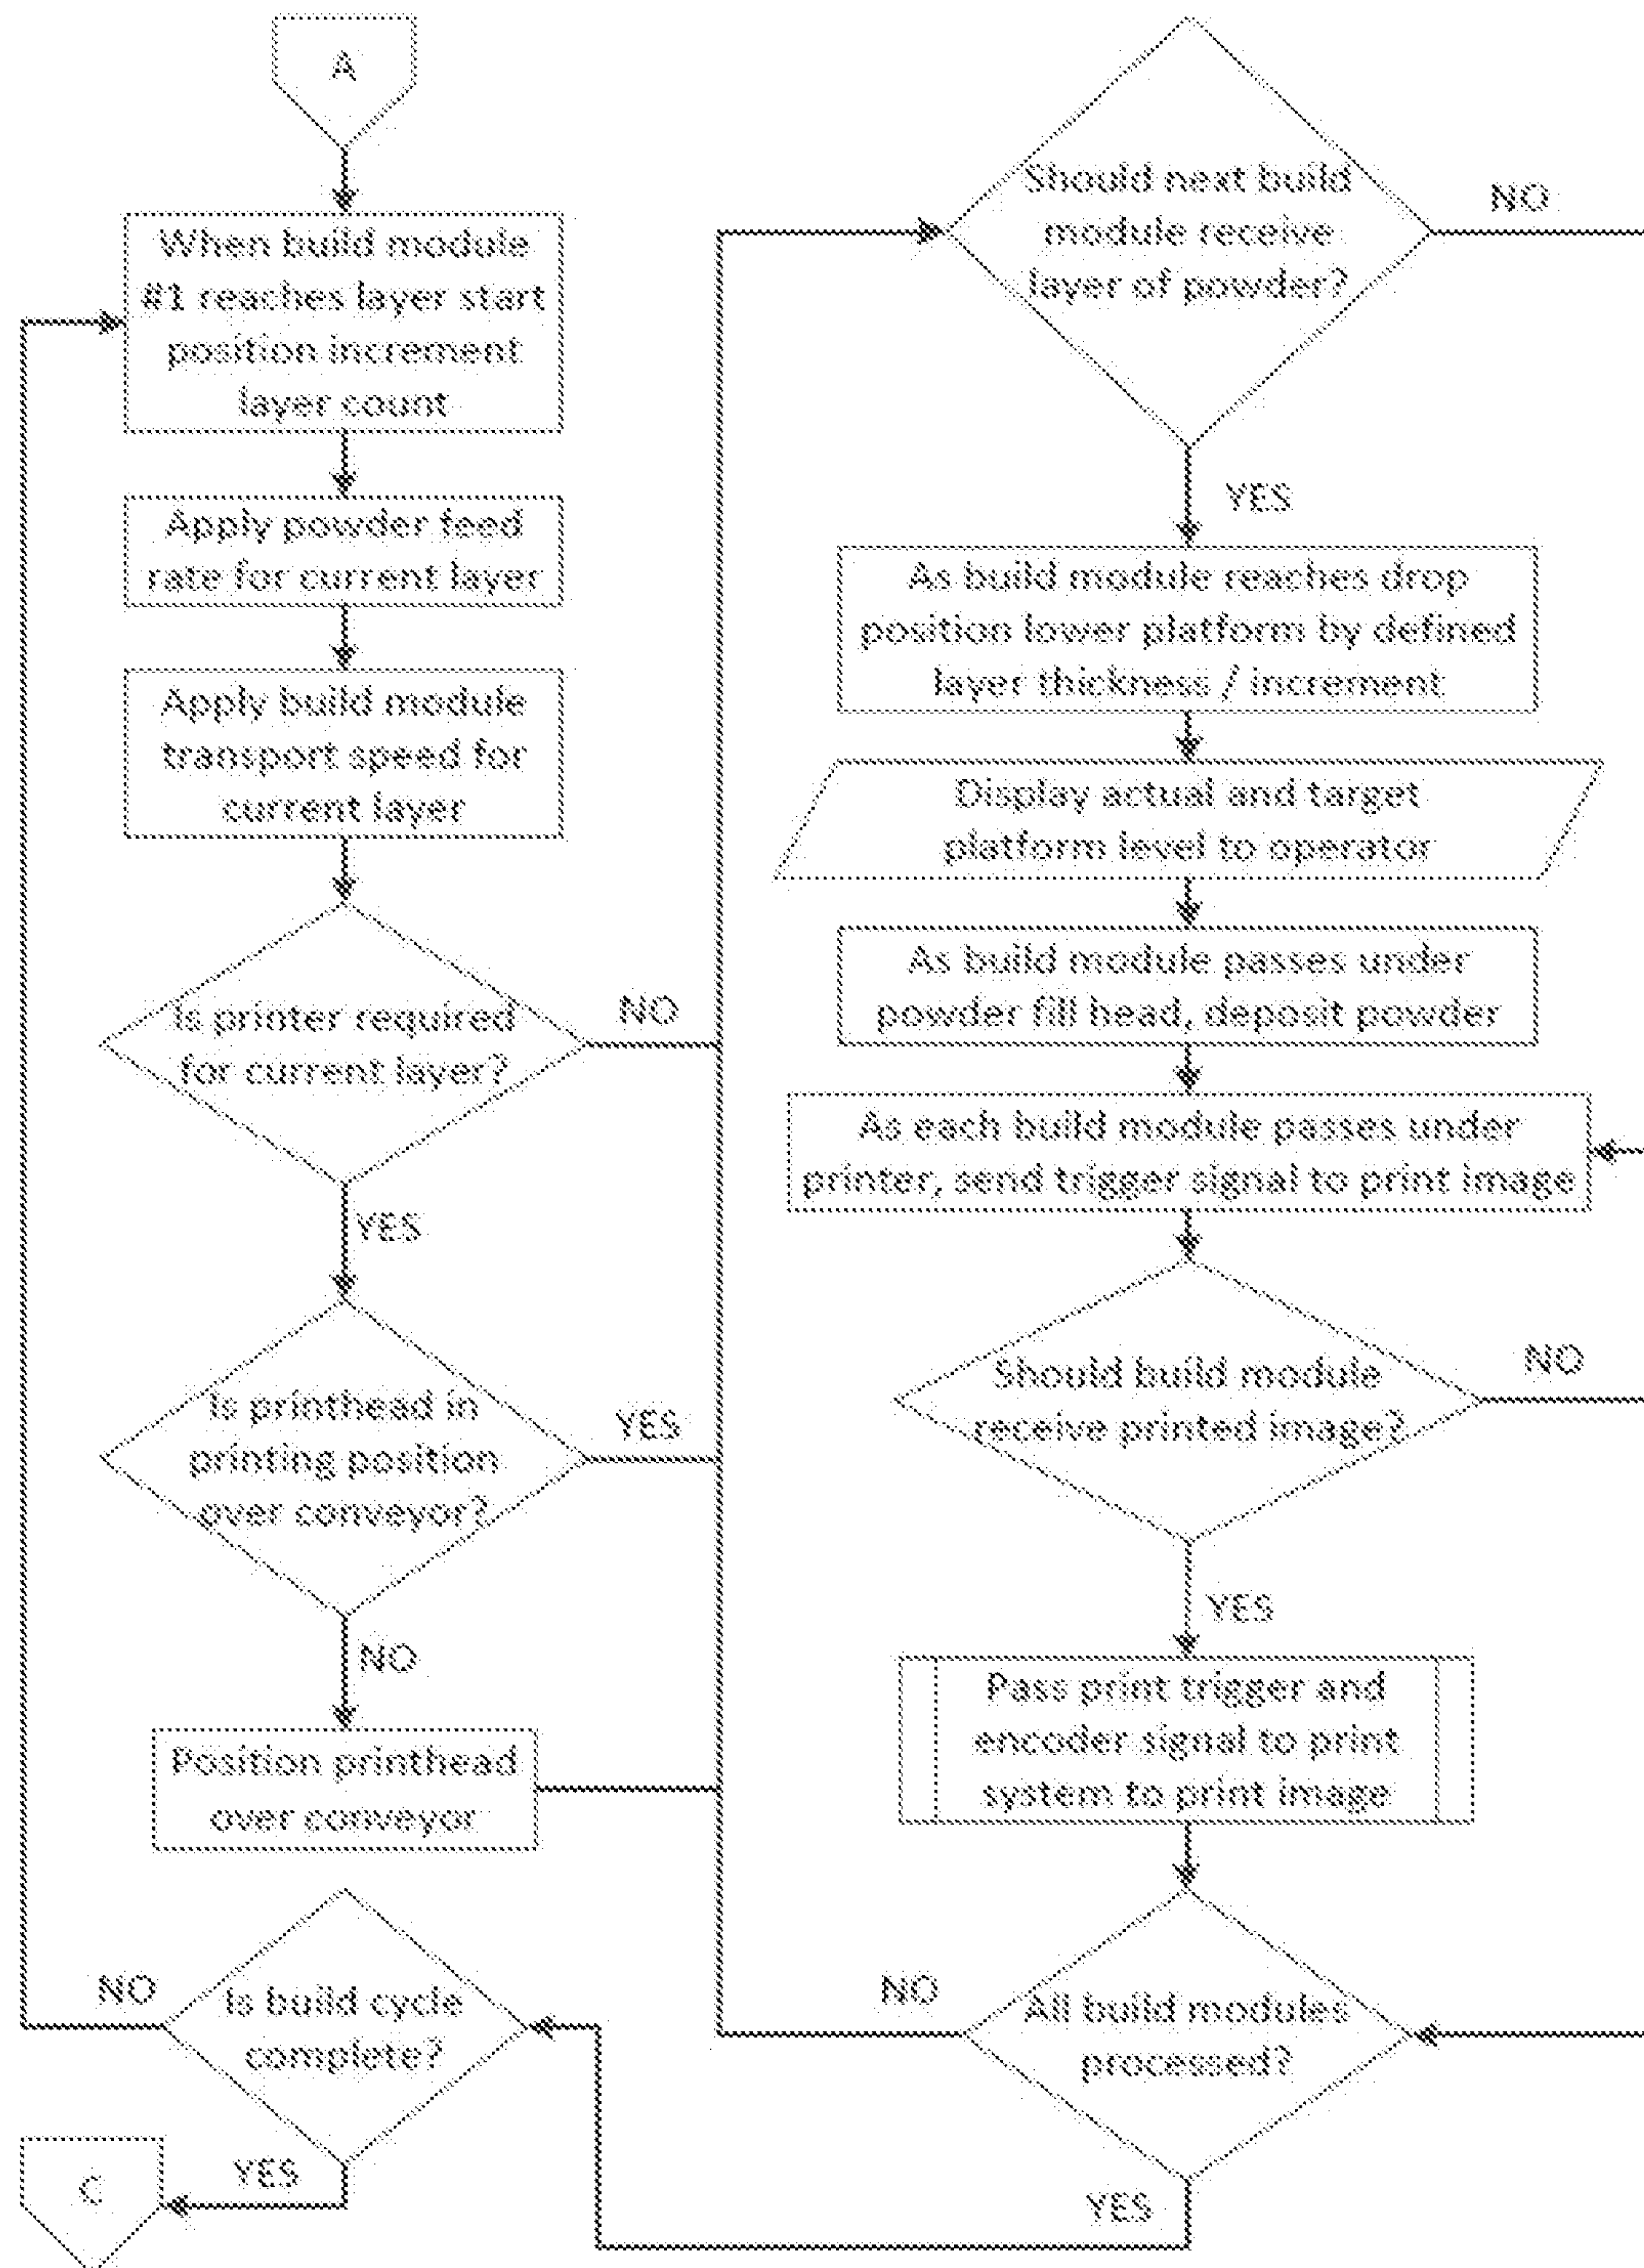 A
When build module
#1 reaches layer start
position increment
layer count
Apply powder feed
rate for current layer
Apply build module
transport speed for
current layer
Is printer required
for current layer?
NO
YES
Is printhead in
printing position
over conveyor?
YES
NO
Position printhead
over conveyor
Is build cycle
complete?
NO
YES
C
Should next build
module receive
layer of powder?
NO
YES
As build module reaches drop
position lower platform by defined
layer thickness / increment
Display actual and target
platform level to operator
As build module passes under
powder fill head, deposit powder
As each build module passes under
printer, send trigger signal to print image
Should build module
receive printed image?
NO
YES
Pass print trigger and
encoder signal to print
system to print image
All build modules
processed?
NO
YES